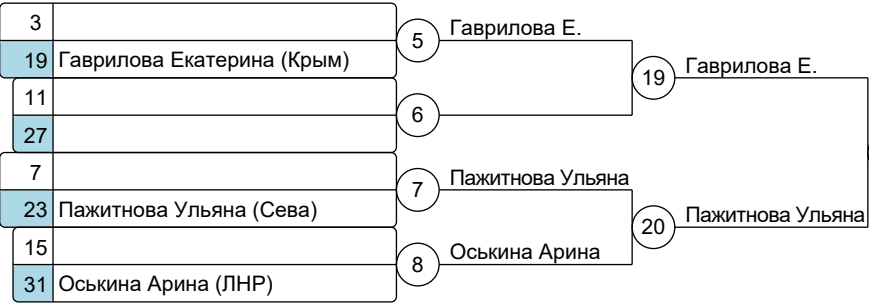 3
19 Гаврилова Екатерина (Крым)
5
Гаврилова Е.
19
Гаврилова Е.
11
27
6
7
23 Пажитнова Ульяна (Сева)
7
Пажитнова Ульяна
20
Пажитнова Ульяна
15
31 Оськина Арина (ЛНР)
8
Оськина Арина